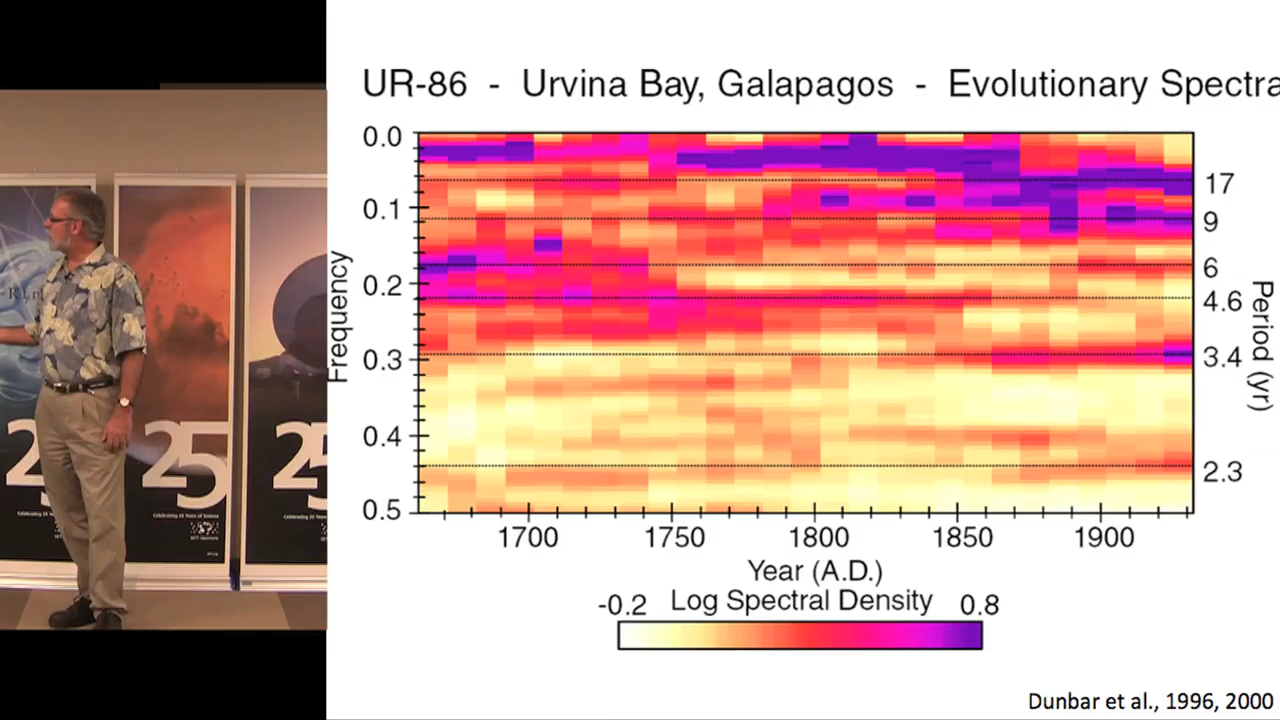 UR-86 - Urvina Bay, Galapagos - Evolutionary Spectra
0.0
0.1
0.2
0.3
0.4
0.5
Frequency
17
9
6
4.6
3.4
2.3
Period (yr)
1700 1750 1800 1850 1900
Year (A.D.)
-0.2 Log Spectral Density 0.8
Dunbar et al., 1996, 2000
25
25
25